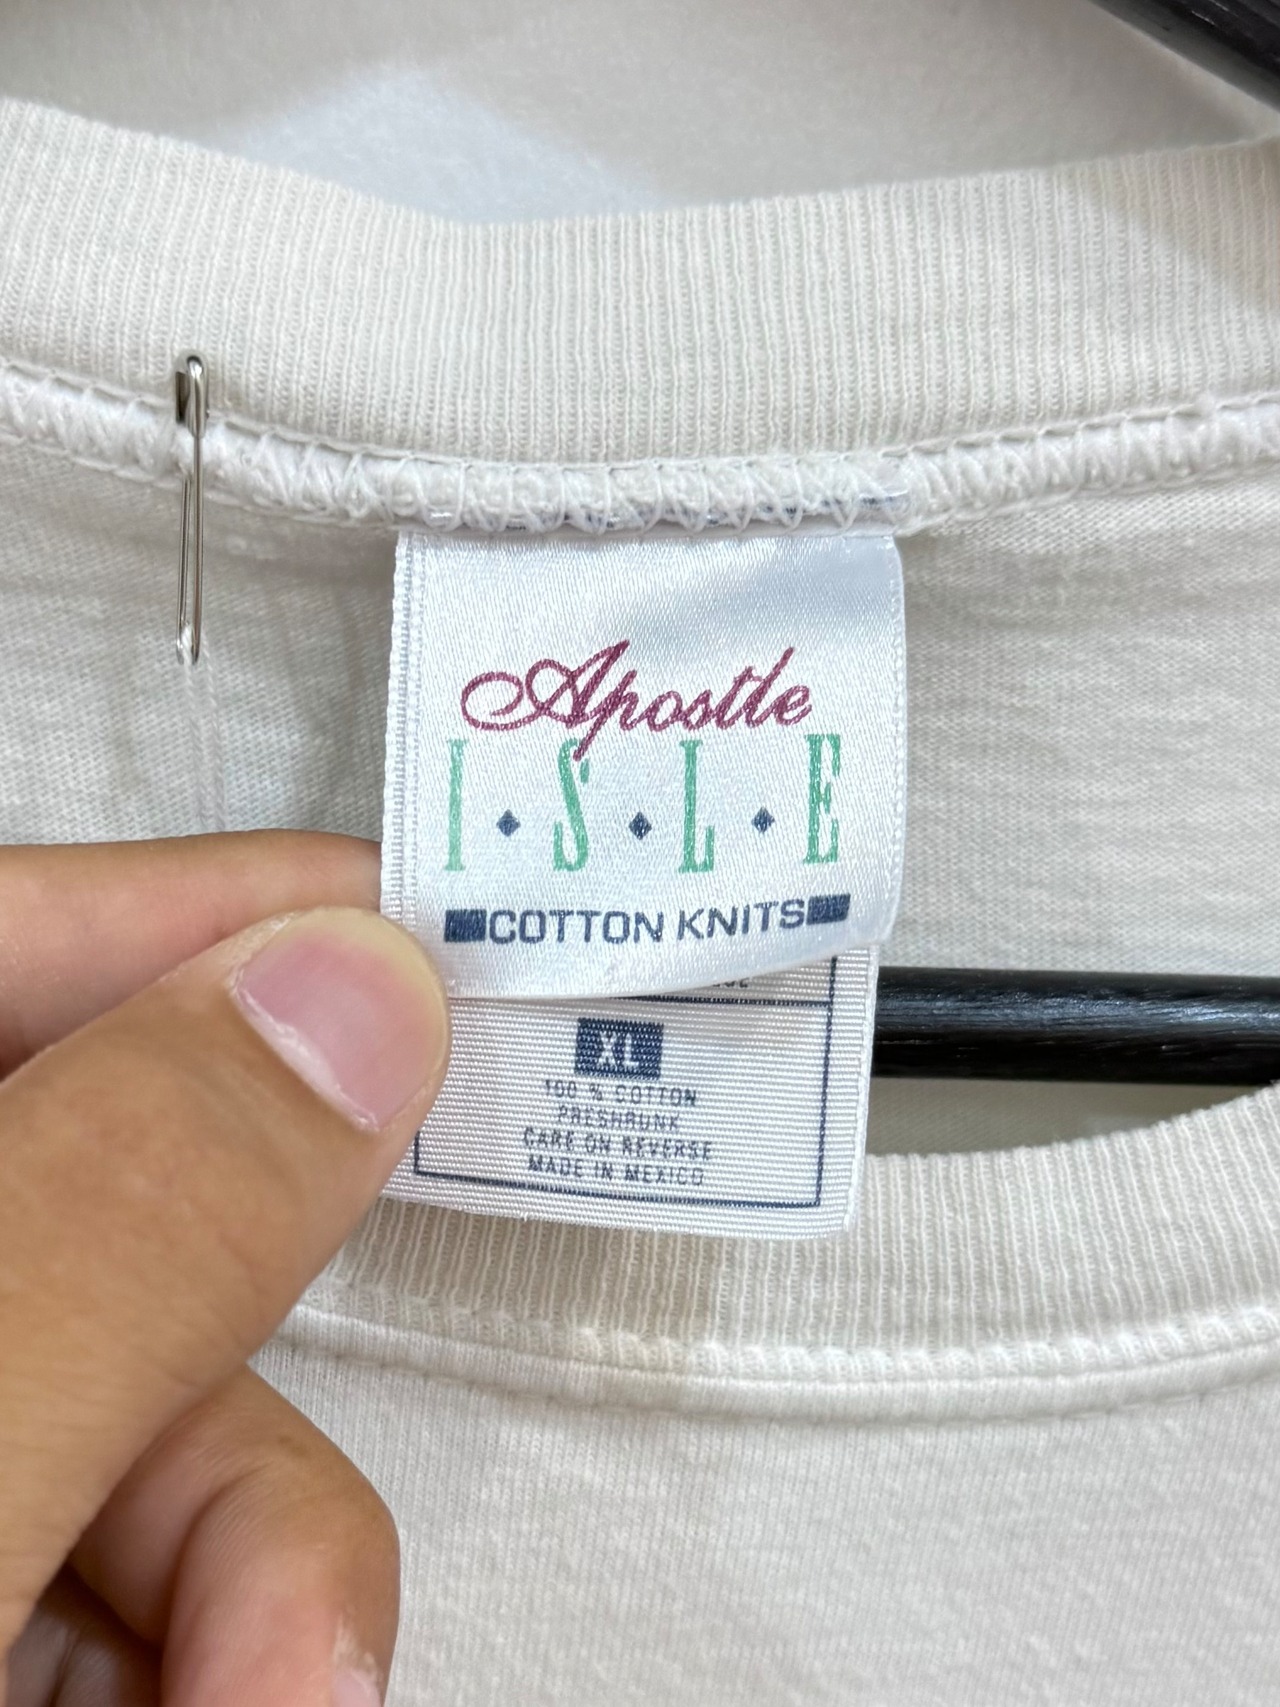 Apostle
I◆S◆L◆E
COTTON KNITS
XL
100 % COTTON
PRESHRUNK
CARE ON REVERSE
MADE IN MEXICO